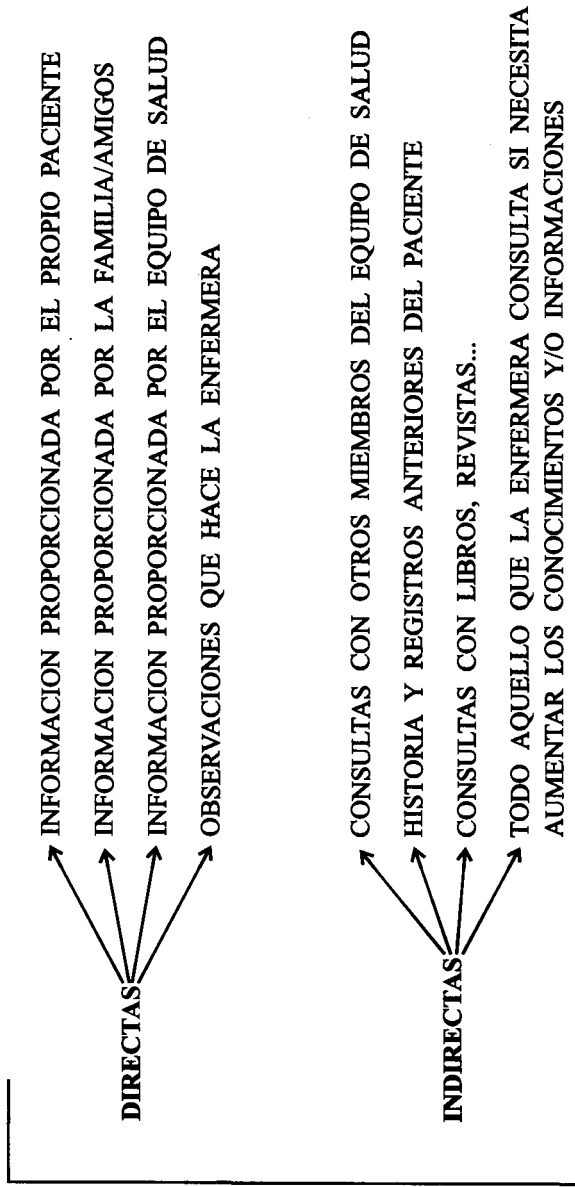 DIRECTAS
INFORMACION PROPORCIONADA POR EL PROPIO PACIENTE
INFORMACION PROPORCIONADA POR LA FAMILIA/AMIGOS
INFORMACION PROPORCIONADA POR EL EQUIPO DE SALUD
OBSERVACIONES QUE HACE LA ENFERMERA
INDIRECTAS
CONSULTAS CON OTROS MIEMBROS DEL EQUIPO DE SALUD
HISTORIA Y REGISTROS ANTERIORES DEL PACIENTE
CONSULTAS CON LIBROS, REVISTAS...
TODO AQUELLO QUE LA ENFERMERA CONSULTA SI NECESITA
AUMENTAR LOS CONOCIMIENTOS Y/O INFORMACIONES